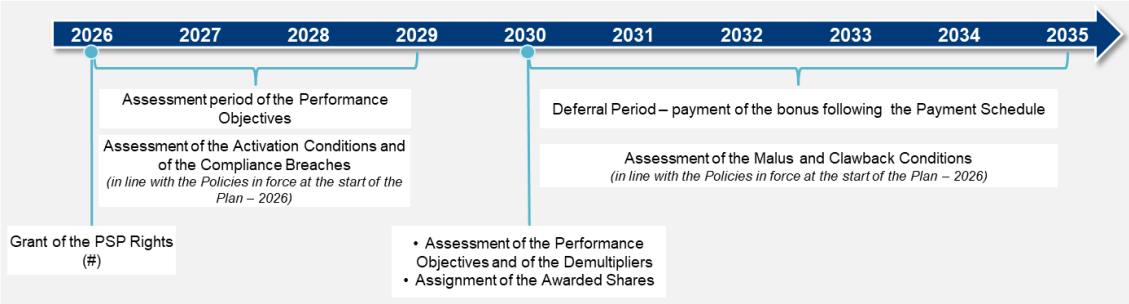 2026 2027 2028 2029 2030 2031 2032 2033 2034 2035
Assessment period of the Performance
Objectives
Assessment of the Activation Conditions and
of the Compliance Breaches
(in line with the Policies in force at the start of the
Plan – 2026)
Deferral Period – payment of the bonus following the Payment Schedule
Assessment of the Malus and Clawback Conditions
(in line with the Policies in force at the start of the Plan – 2026)
Grant of the PSP Rights
(#)
• Assessment of the Performance
Objectives and of the Demultipliers
• Assignment of the Awarded Shares